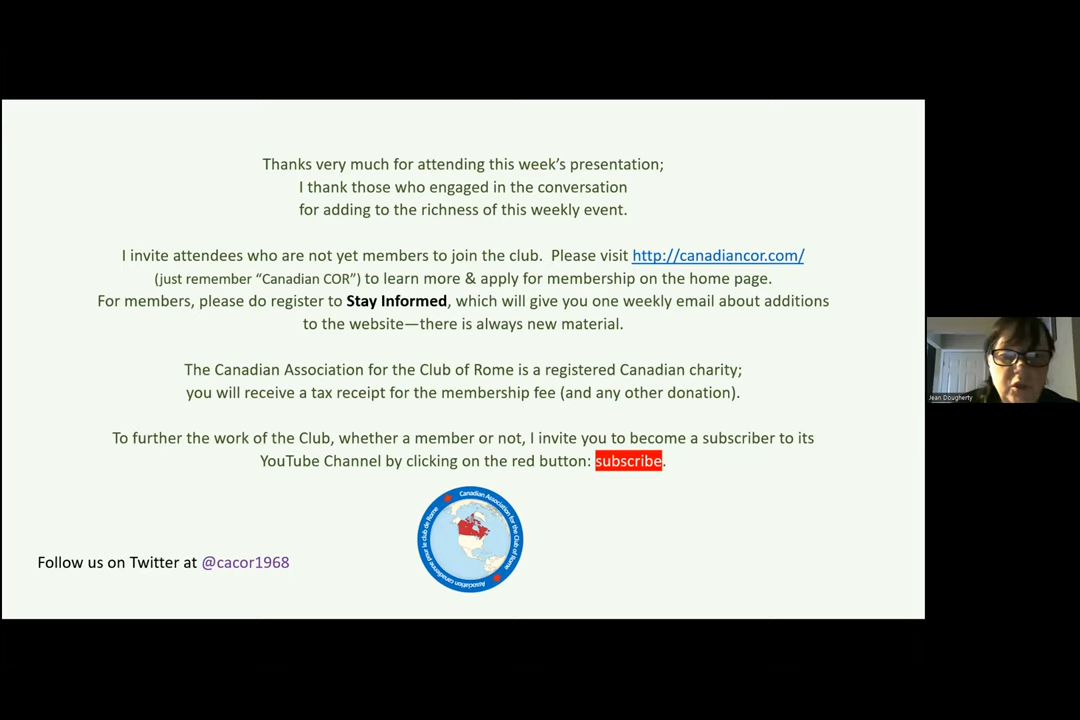 Thanks very much for attending this week's presentation;
I thank those who engaged in the conversation
for adding to the richness of this weekly event.
I invite attendees who are not yet members to join the club.  Please visit http://canadiancor.com/
(just remember “Canadian COR”) to learn more & apply for membership on the home page.
For members, please do register to Stay Informed, which will give you one weekly email about additions
to the website—there is always new material.
The Canadian Association for the Club of Rome is a registered Canadian charity;
you will receive a tax receipt for the membership fee (and any other donation).
To further the work of the Club, whether a member or not, I invite you to become a subscriber to its
YouTube Channel by clicking on the red button: subscribe.
Canadian Association for the Club of Rome
Association Canadienne pour le club de Rome
Follow us on Twitter at @cacor1968
Jean Dougherty